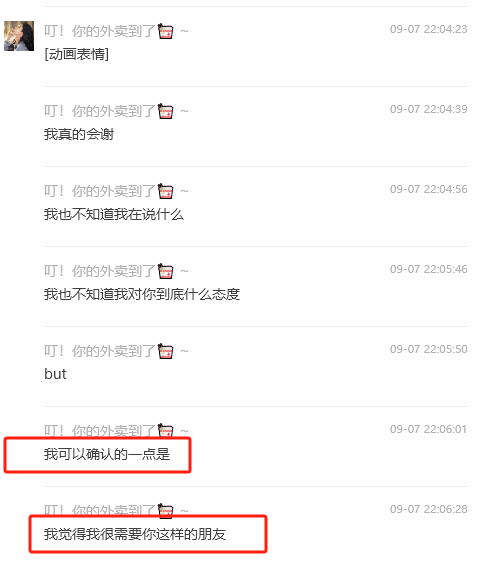 叮！你的外卖到了 ~ 09-07 22:04:23
[动画表情]
叮！你的外卖到了 ~ 09-07 22:04:39
我真的会谢
叮！你的外卖到了 ~ 09-07 22:04:56
我也不知道我在说什么
叮！你的外卖到了 ~ 09-07 22:05:46
我也不知道我对你到底什么态度
叮！你的外卖到了 ~ 09-07 22:05:50
but
叮！你的外卖到了 ~ 09-07 22:06:01
我可以确认的一点是
叮！你的外卖到了 ~ 09-07 22:06:28
我觉得我很需要你这样的朋友